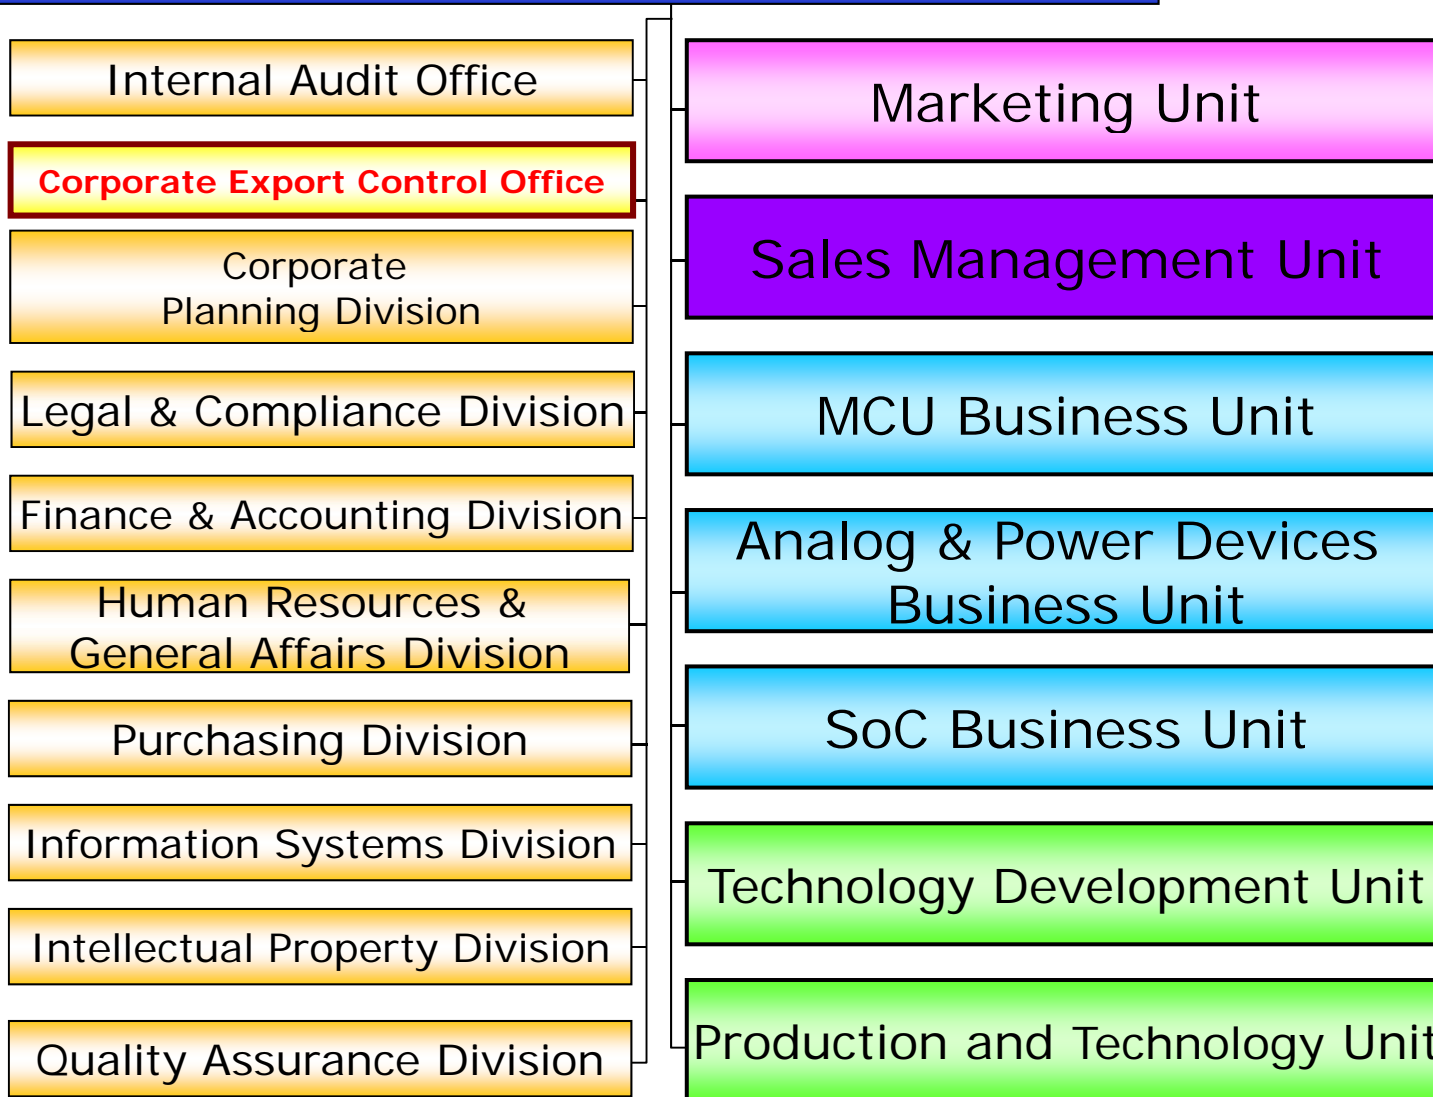 Internal Audit Office
Corporate Export Control Office
Corporate
Planning Division
Legal & Compliance Division
Finance & Accounting Division
Human Resources &
General Affairs Division
Purchasing Division
Information Systems Division
Intellectual Property Division
Quality Assurance Division
Marketing Unit
Sales Management Unit
MCU Business Unit
Analog & Power Devices
Business Unit
SoC Business Unit
Technology Development Unit
Production and Technology Unit